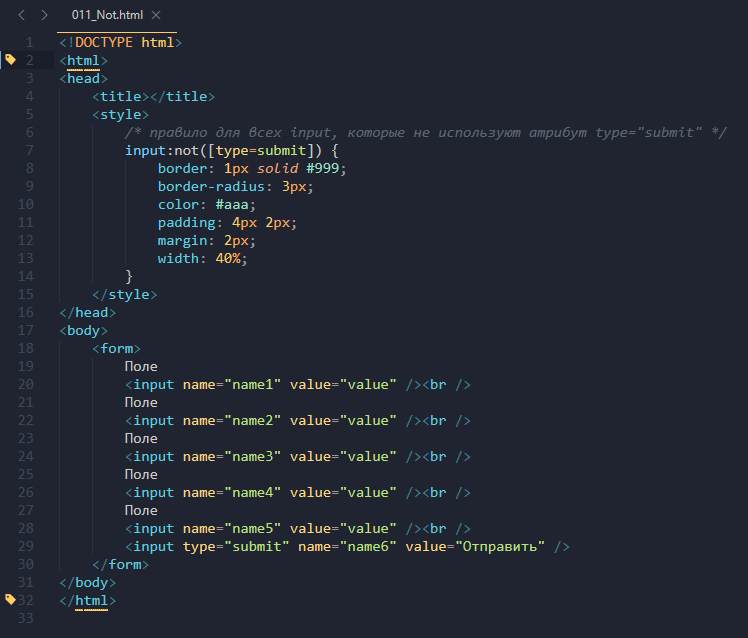 011_Not.html
1 <!DOCTYPE html>
2 <html>
3 <head>
4     <title></title>
5     <style>
6         /* правило для всех input, которые не используют атрибут type="submit" */
7         input:not([type=submit]) {
8             border: 1px solid #999;
9             border-radius: 3px;
10             color: #aaa;
11             padding: 4px 2px;
12             margin: 2px;
13             width: 40%;
14         }
15     </style>
16 </head>
17 <body>
18     <form>
19         Поле
20         <input name="name1" value="value" /><br />
21         Поле
22         <input name="name2" value="value" /><br />
23         Поле
24         <input name="name3" value="value" /><br />
25         Поле
26         <input name="name4" value="value" /><br />
27         Поле
28         <input name="name5" value="value" /><br />
29         <input type="submit" name="name6" value="Отправить" />
30     </form>
31 </body>
32 </html>
33